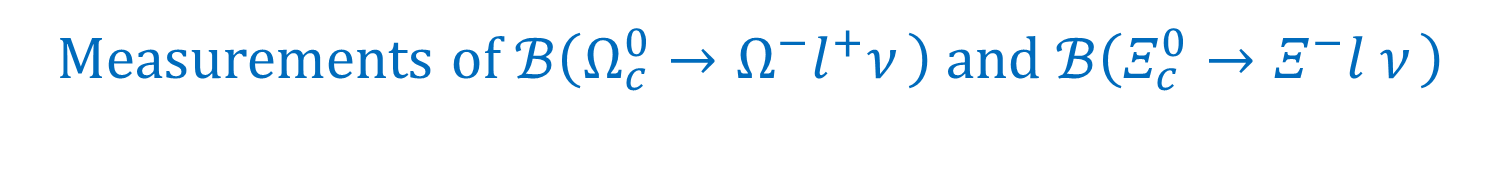 Measurements of ℬ(Ω_c^0 → Ω^− l^+ ν ) and ℬ(Ξ_c^0 → Ξ^− l ν )